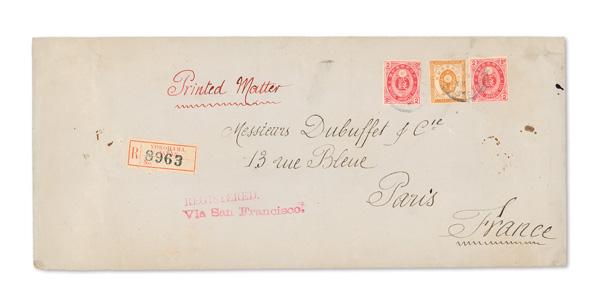 Printed Matter
Messieurs Dubuffet & Cie
13 rue Bleue
Paris
France
R
YOKOHAMA
8963
REGISTERED.
Via San Francisco.